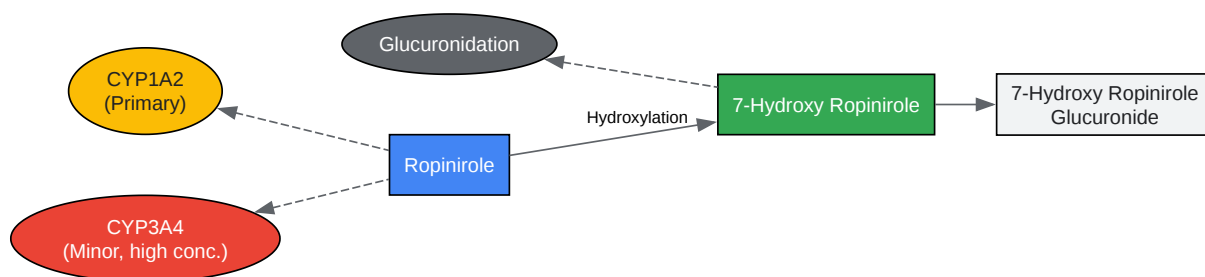 Glucuronidation
CYP1A2
(Primary)
7-Hydroxy Ropinirole
7-Hydroxy Ropinirole
Glucuronide
Hydroxylation
Ropinirole
CYP3A4
(Minor, high conc.)